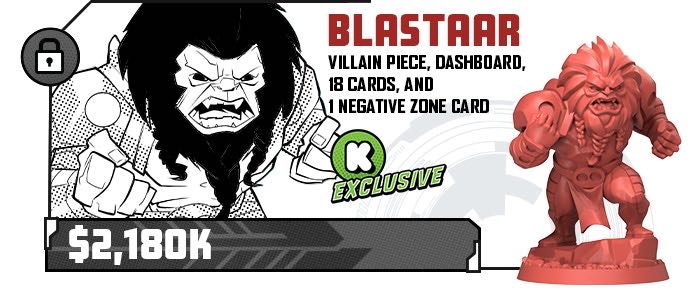 BLASTAAR
VILLAIN PIECE, DASHBOARD,
18 CARDS, AND
1 NEGATIVE ZONE CARD
K
EXCLUSIVE
$2,180K